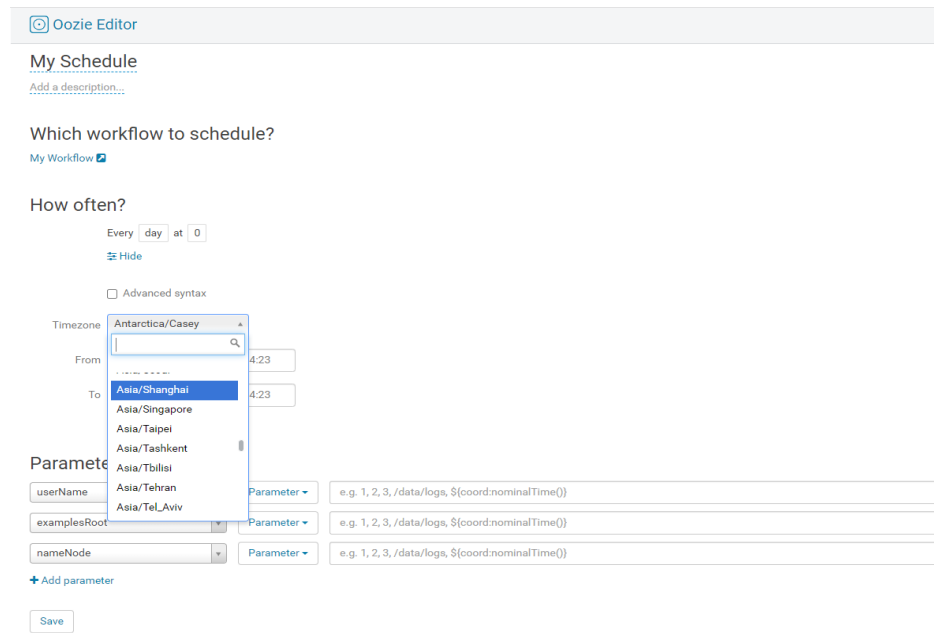 Oozie Editor
My Schedule
Add a description...
Which workflow to schedule?
My Workflow
How often?
Every day at 0
Hide
Advanced syntax
Timezone Antarctica/Casey
From 4:23
Asia/Shanghai
To 4:23
Asia/Singapore
Asia/Taipei
Asia/Tashkent
Asia/Tbilisi
Asia/Tehran
Asia/Tel_Aviv
Paramete
userName Parameter e.g. 1, 2, 3, /data/logs, ${coord:nominalTime()}
examplesRoot Parameter e.g. 1, 2, 3, /data/logs, ${coord:nominalTime()}
nameNode Parameter e.g. 1, 2, 3, /data/logs, ${coord:nominalTime()}
Add parameter
Save